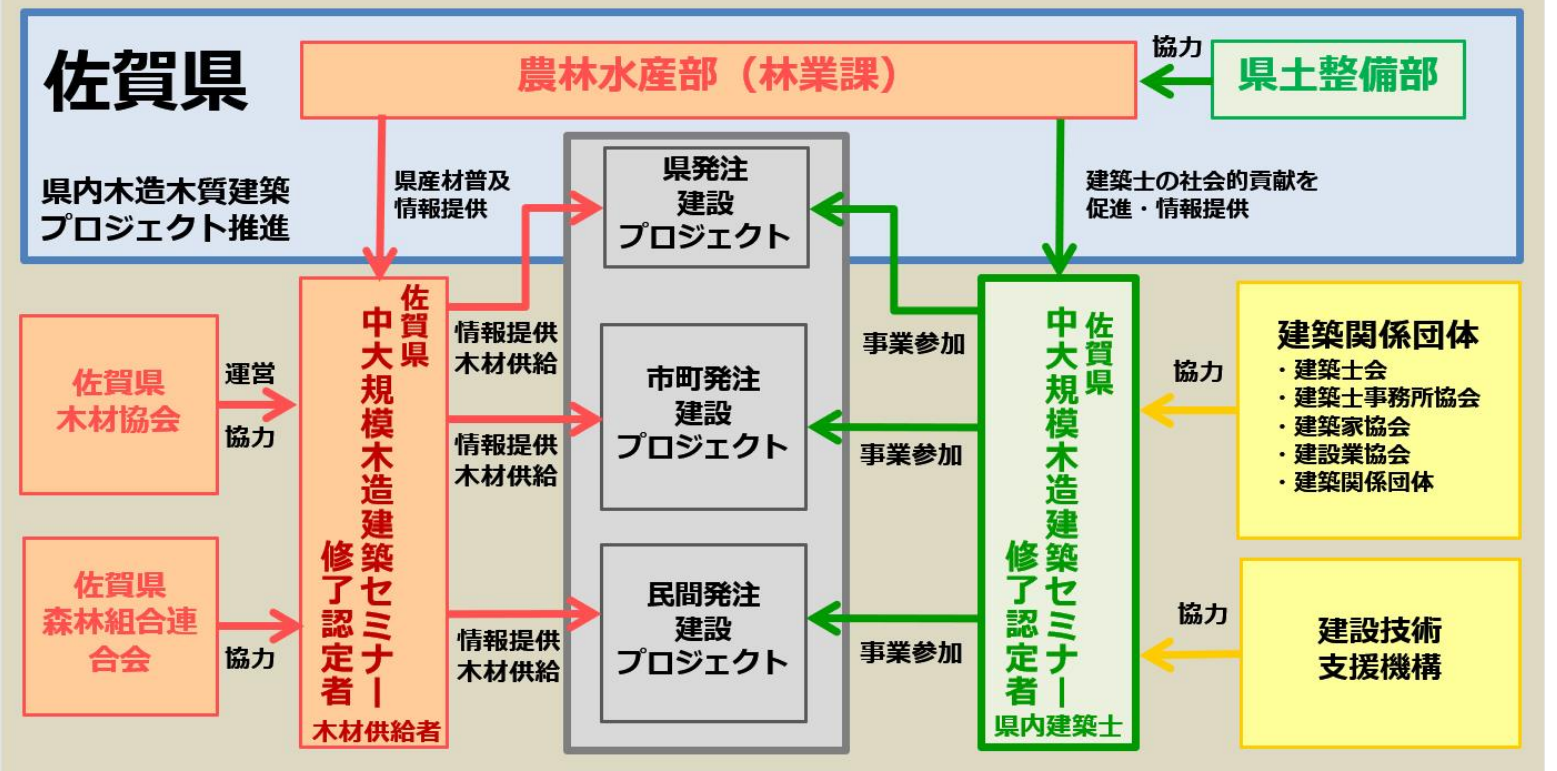 佐賀県
農林水産部（林業課）
協力
県土整備部
県内木造木質建築
プロジェクト推進
県産材普及
情報提供
建築士の社会的貢献を
促進・情報提供
県発注
建設
プロジェクト
市町発注
建設
プロジェクト
民間発注
建設
プロジェクト
佐賀県
木材協会
運営
協力
佐賀県
森林組合連
合会
協力
佐賀県
中大規模木造建築セミナー
修了認定者
木材供給者
情報提供
木材供給
情報提供
木材供給
情報提供
木材供給
事業参加
事業参加
事業参加
佐賀県
中大規模木造建築セミナー
修了認定者
県内建築士
協力
建築関係団体
・建築士会
・建築士事務所協会
・建築家協会
・建設業協会
・建築関係団体
協力
建設技術
支援機構